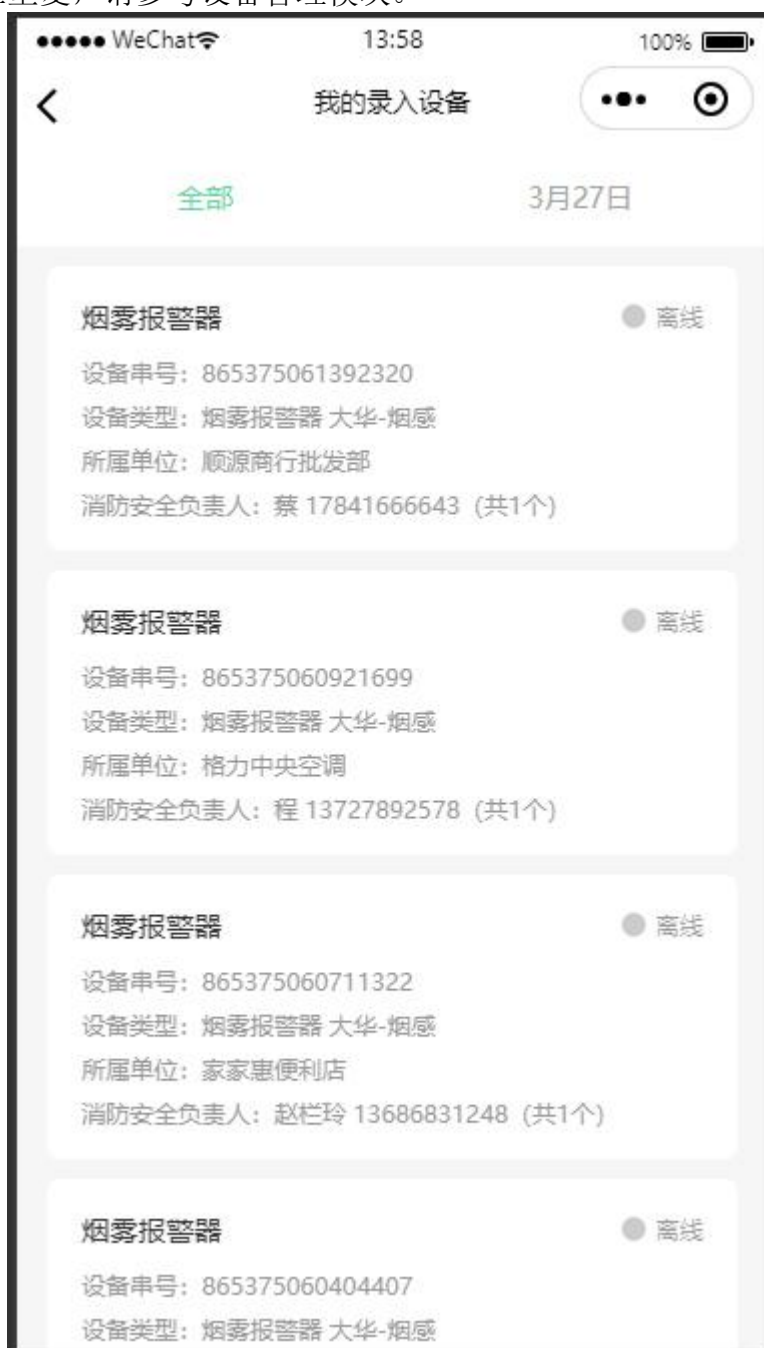 请参考设备管理模块。
●●●●● WeChat 13:58 100%
我的录入设备
全部 3月27日
烟雾报警器 离线
设备串号：865375061392320
设备类型：烟雾报警器 大华-烟感
所属单位：顺源商行批发部
消防安全负责人：蔡 17841666643 (共1个)
烟雾报警器 离线
设备串号：865375060921699
设备类型：烟雾报警器 大华-烟感
所属单位：格力中央空调
消防安全负责人：程 13727892578 (共1个)
烟雾报警器 离线
设备串号：865375060711322
设备类型：烟雾报警器 大华-烟感
所属单位：家家惠便利店
消防安全负责人：赵栏玲 13686831248 (共1个)
烟雾报警器 离线
设备串号：865375060404407
设备类型：烟雾报警器 大华-烟感